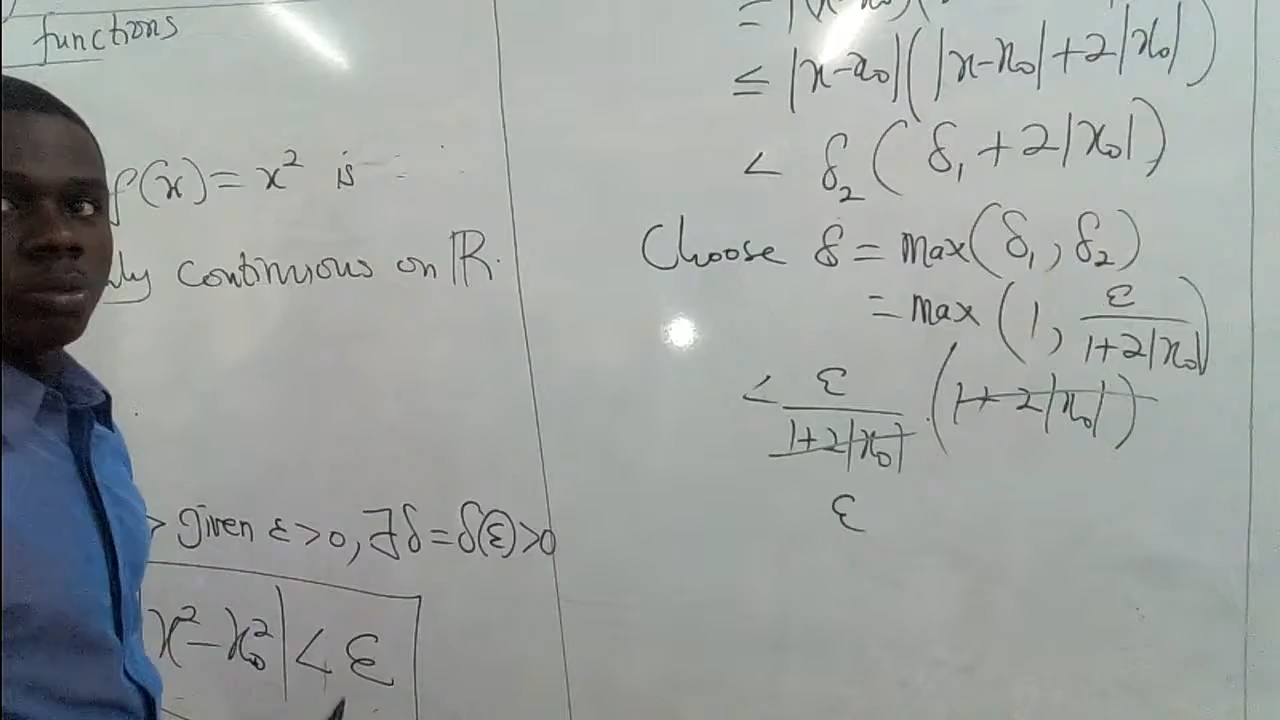 functions
f(x) = x² is
ly continuous on ℝ.
> Given ε > 0, ∃ δ = δ(ε) > 0
x² - x₀²| < ε
≤ |x-x₀|(|x-x₀| + 2|x₀|)
< δ₂(δ₁ + 2|x₀|)
Choose δ = max(δ₁, δ₂)
= max(1, ε/(1+2|x₀|))
< ε/(1+2|x₀|) · (1+2|x₀|)
ε